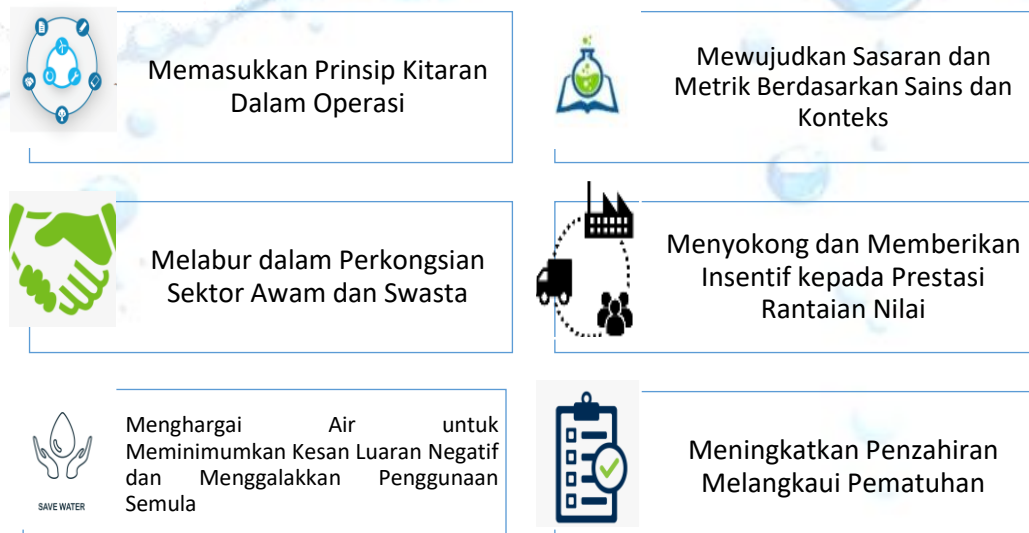 Memasukkan Prinsip Kitaran
Dalam Operasi
Mewujudkan Sasaran dan
Metrik Berdasarkan Sains dan
Konteks
Melabur dalam Perkongsian
Sektor Awam dan Swasta
Menyokong dan Memberikan
Insentif kepada Prestasi
Rantaian Nilai
SAVE WATER
Menghargai Air untuk
Meminimumkan Kesan Luaran Negatif
dan Menggalakkan Penggunaan
Semula
Meningkatkan Penzahiran
Melangkaui Pematuhan